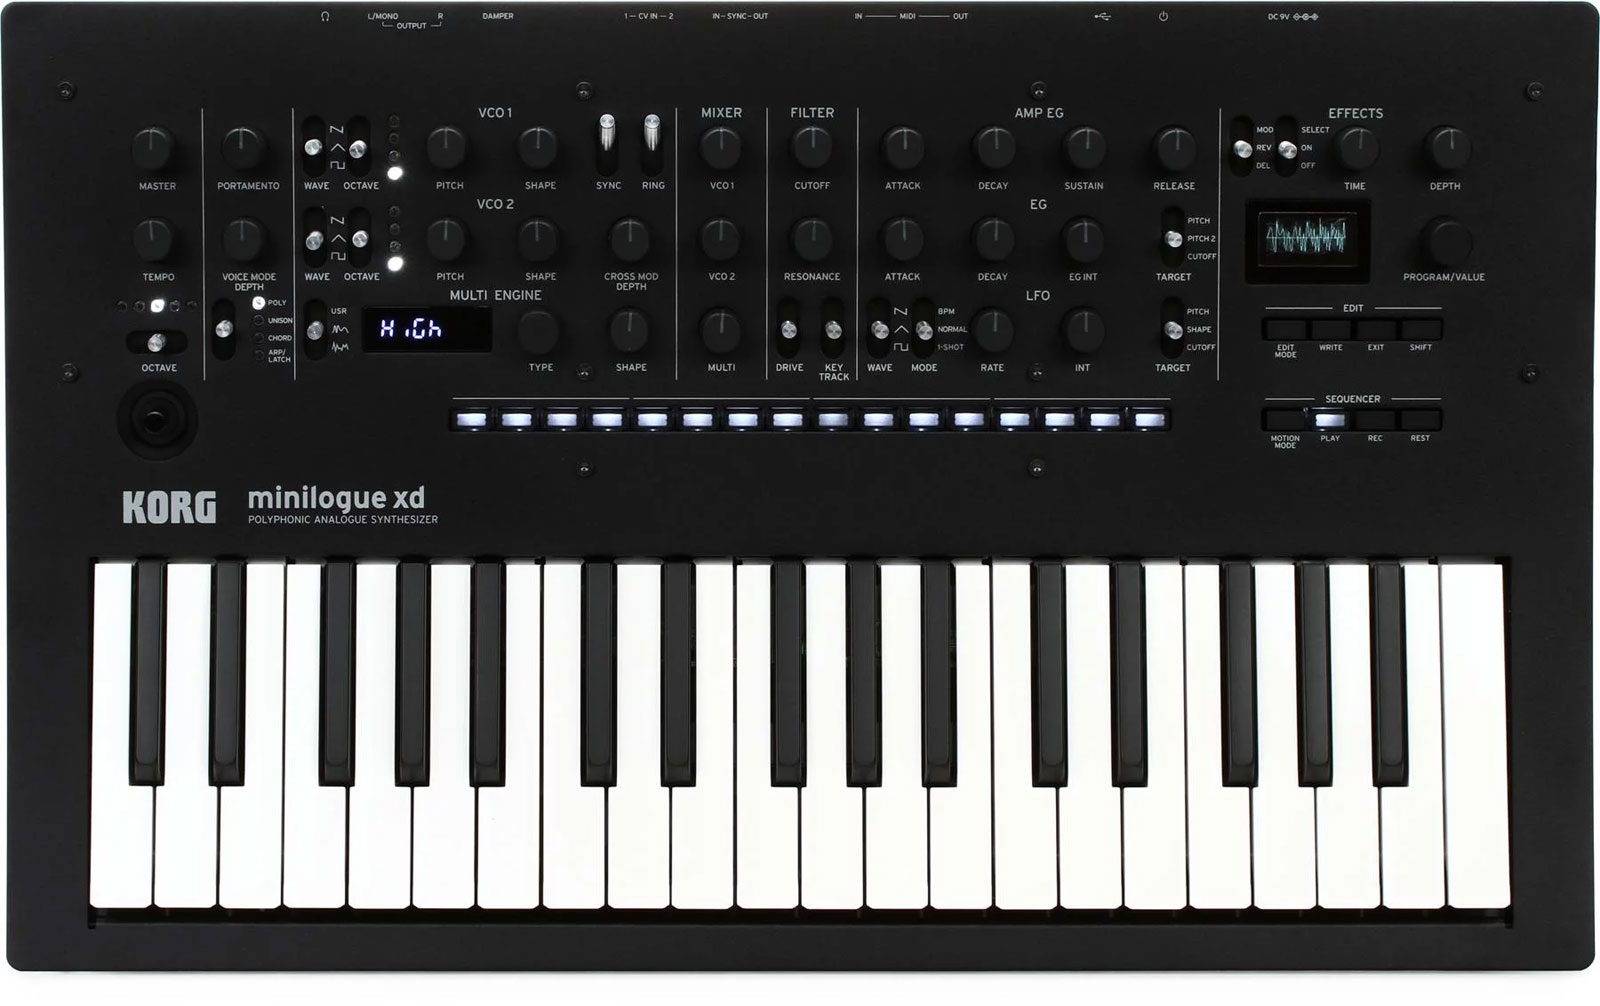 L/MONO R DAMPER 1 — CV IN — 2 IN–SYNC–OUT IN — MIDI — OUT DC 9V
OUTPUT
VCO 1 MIXER FILTER AMP EG EFFECTS
MOD SELECT
REV ON
DEL OFF
MASTER PORTAMENTO WAVE OCTAVE PITCH SHAPE SYNC RING VCO 1 CUTOFF ATTACK DECAY SUSTAIN RELEASE TIME DEPTH
VCO 2 EG
PITCH
PITCH 2
CUTOFF
TEMPO VOICE MODE DEPTH WAVE OCTAVE PITCH SHAPE CROSS MOD DEPTH VCO 2 RESONANCE ATTACK DECAY EG INT TARGET PROGRAM/VALUE
MULTI ENGINE LFO
POLY
UNISON
CHORD
ARP/
LATCH
USR
HiGh
BPM
NORMAL
1-SHOT
PITCH
SHAPE
CUTOFF
OCTAVE TYPE SHAPE MULTI DRIVE KEY TRACK WAVE MODE RATE INT TARGET
EDIT
EDIT MODE WRITE EXIT SHIFT
SEQUENCER
MOTION MODE PLAY REC REST
KORG minilogue xd
POLYPHONIC ANALOGUE SYNTHESIZER